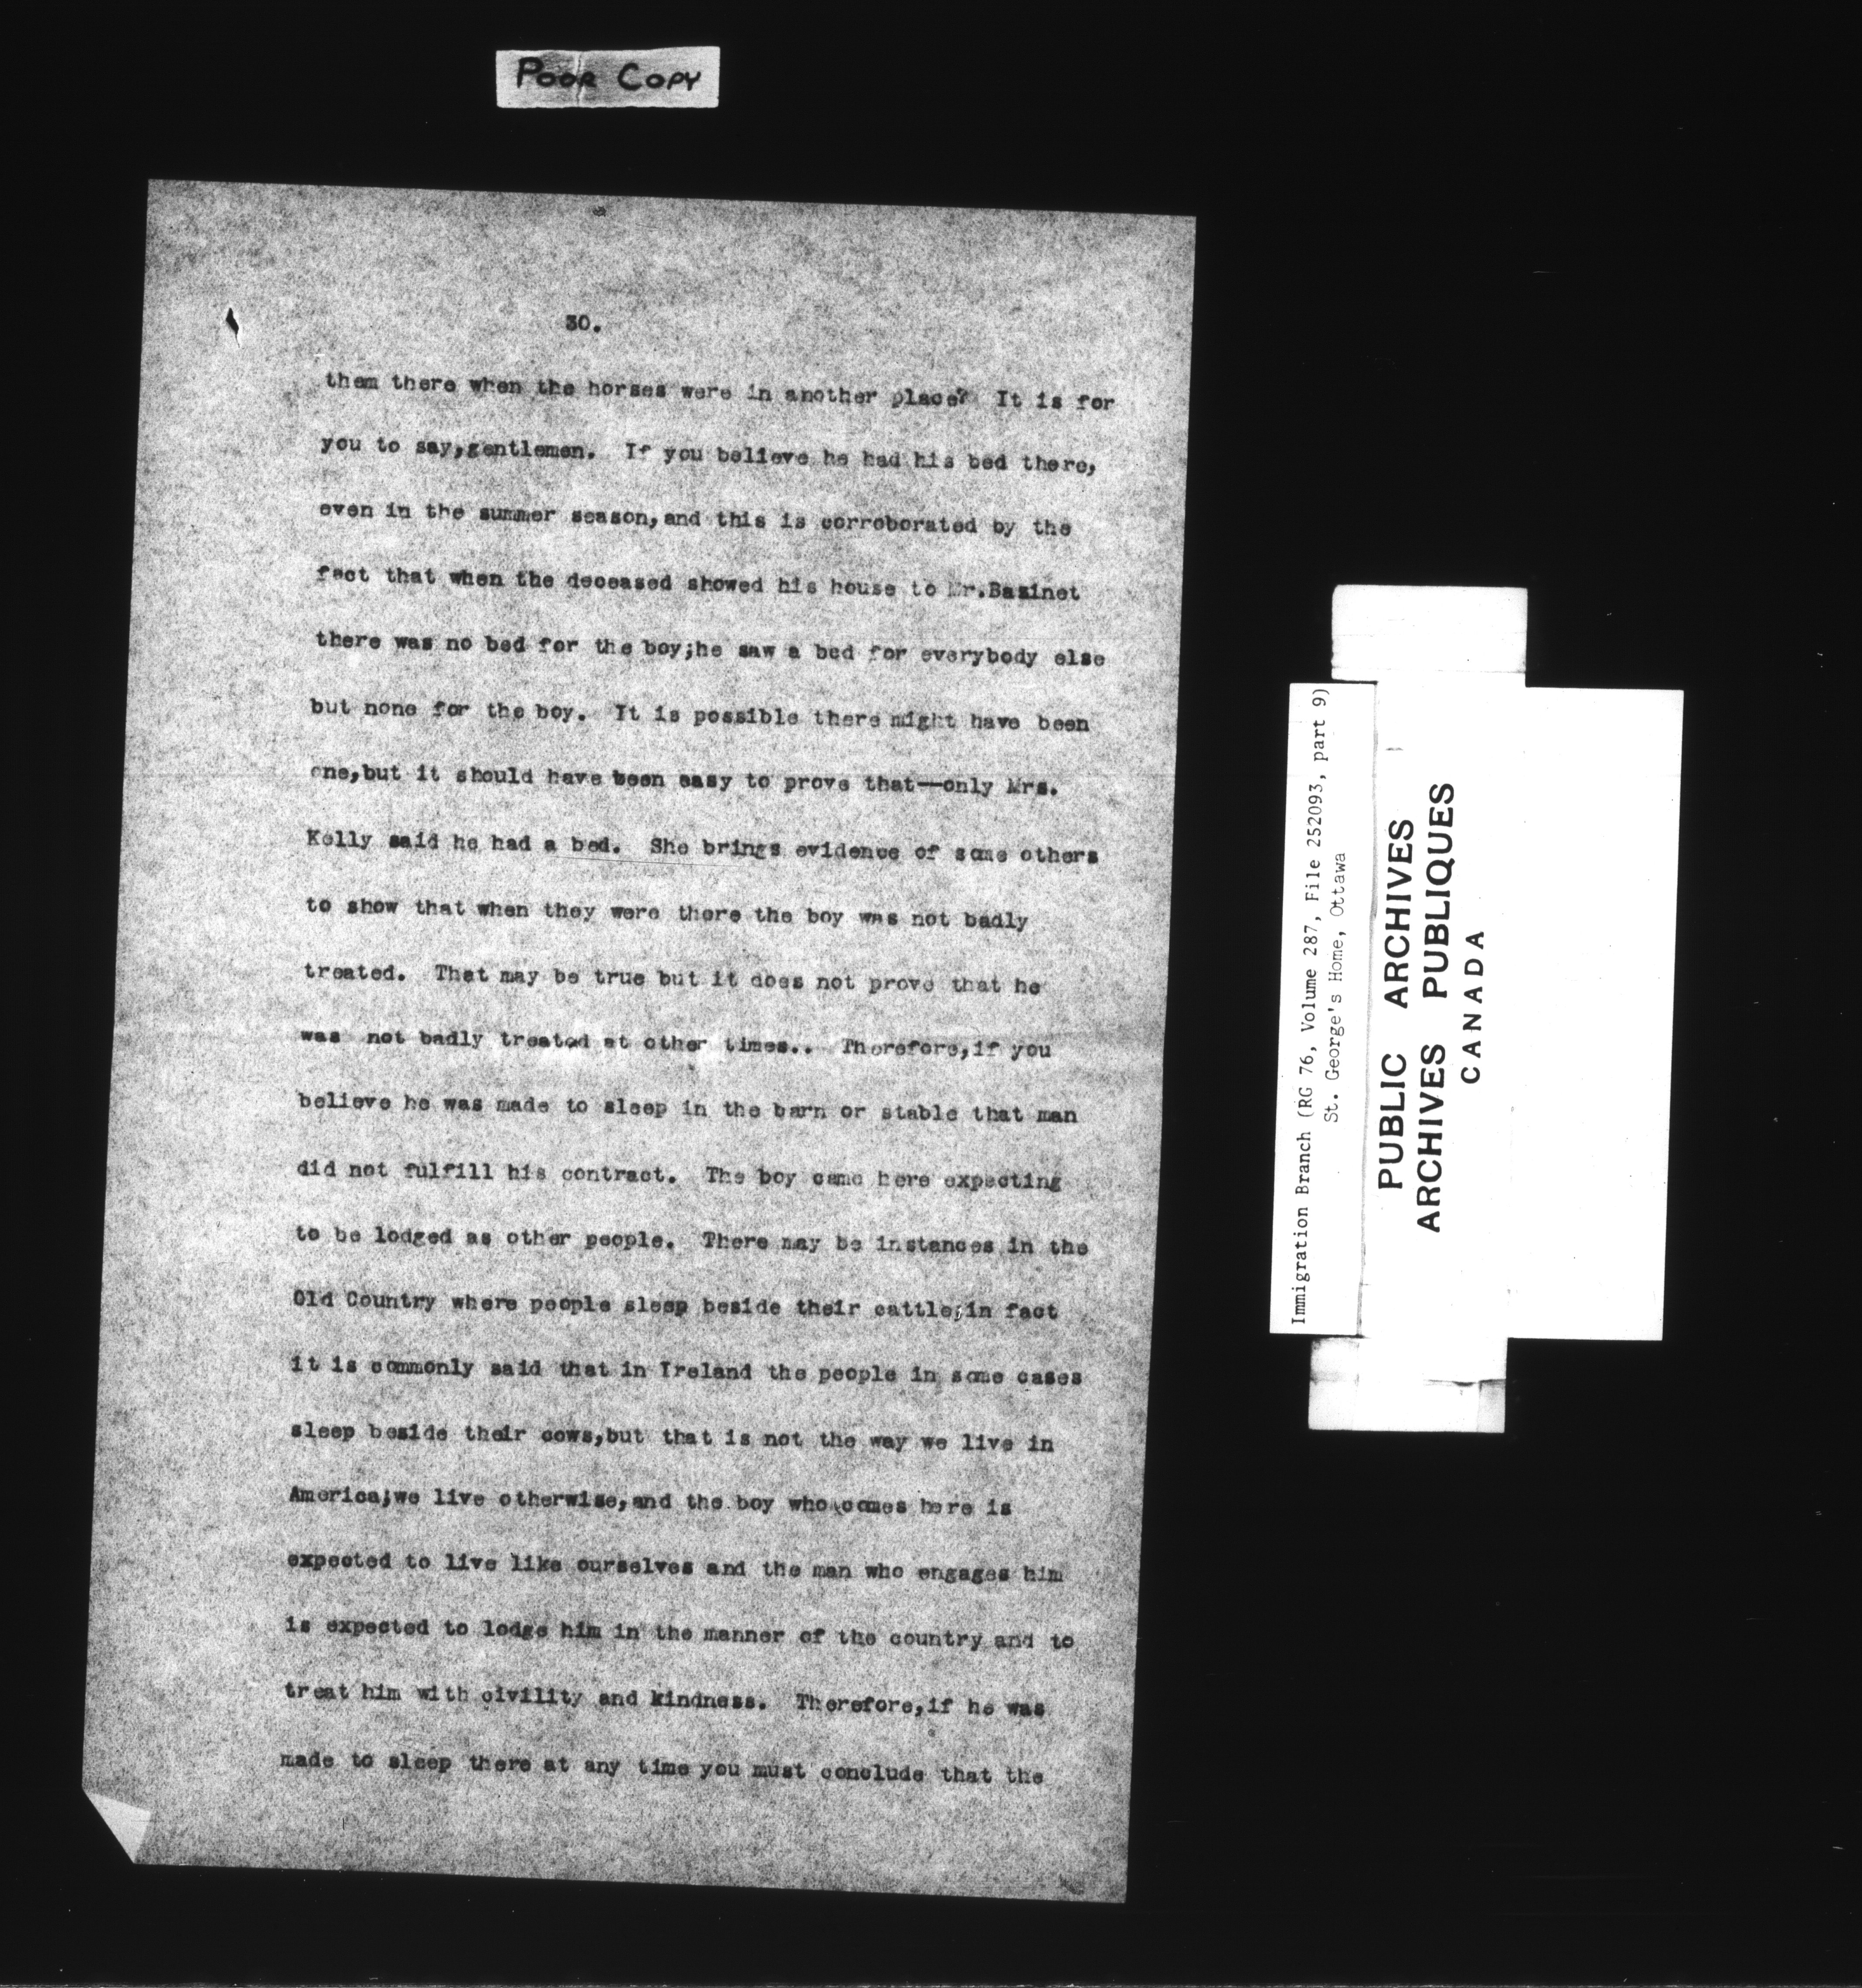 POOR COPY
30.
them there when the horses were in another place? It is for
you to say,gentlemen. If you believe he had his bed there,
even in the summer season,and this is corroborated by the
fact that when the deceased showed his house to Mr.Bazinet
there was no bed for the boy;he saw a bed for everybody else
but none for the boy. It is possible there might have been
one,but it should have been easy to prove that—only Mrs.
Kelly said he had a bed. She brings evidence of some others
to show that when they were there the boy was not badly
treated. That may be true but it does not prove that he
was not badly treated at other times.. Therefore,if you
believe he was made to sleep in the barn or stable that man
did not fulfill his contract. The boy came here expecting
to be lodged as other people. There may be instances in the
Old Country where people sleep beside their cattle;in fact
it is commonly said that in Ireland the people in some cases
sleep beside their cows,but that is not the way we live in
America;we live otherwise,and the boy who comes here is
expected to live like ourselves and the man who engages him
is expected to lodge him in the manner of the country and to
treat him with civility and kindness. Therefore,if he was
made to sleep there at any time you must conclude that the
Immigration Branch (RG 76, Volume 287, File 252093, part 9)
St. George's Home, Ottawa
PUBLIC ARCHIVES
ARCHIVES PUBLIQUES
CANADA